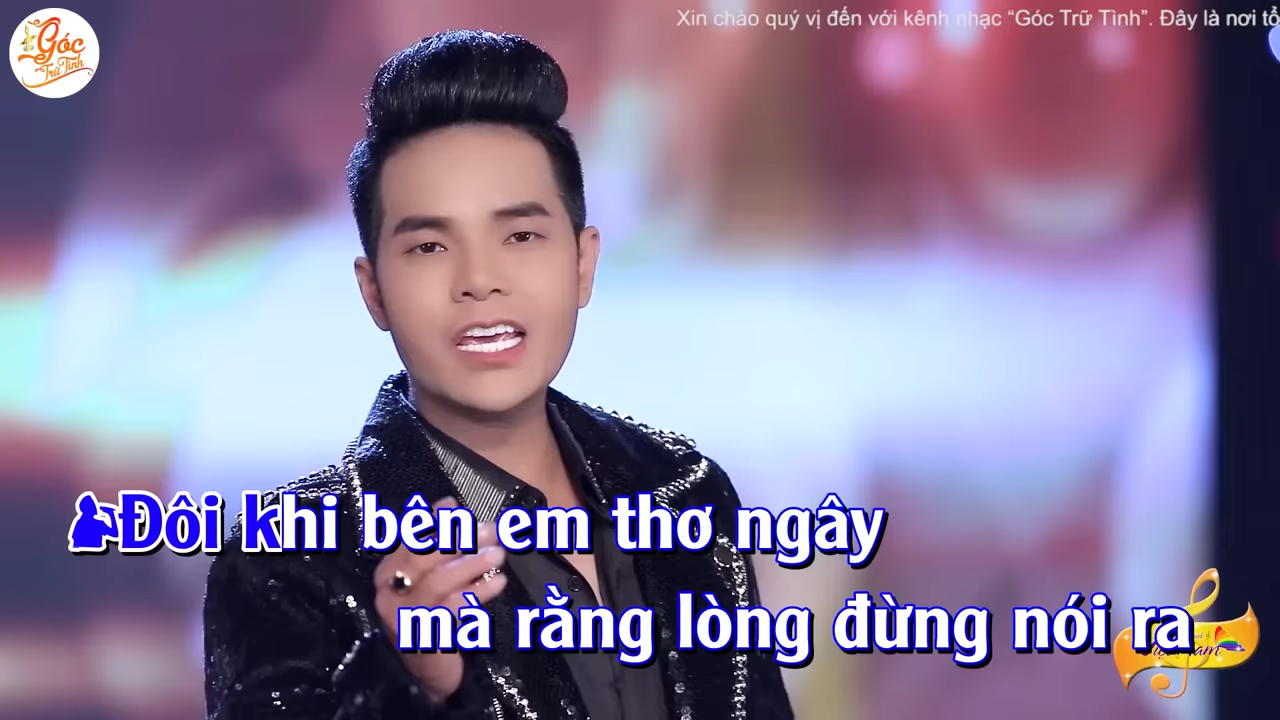 Góc
Trữ Tình
Xin chào quý vị đến với kênh nhạc “Góc Trữ Tình”. Đây là nơi tổ
Đôi khi bên em thơ ngây
mà rằng lòng đừng nói ra